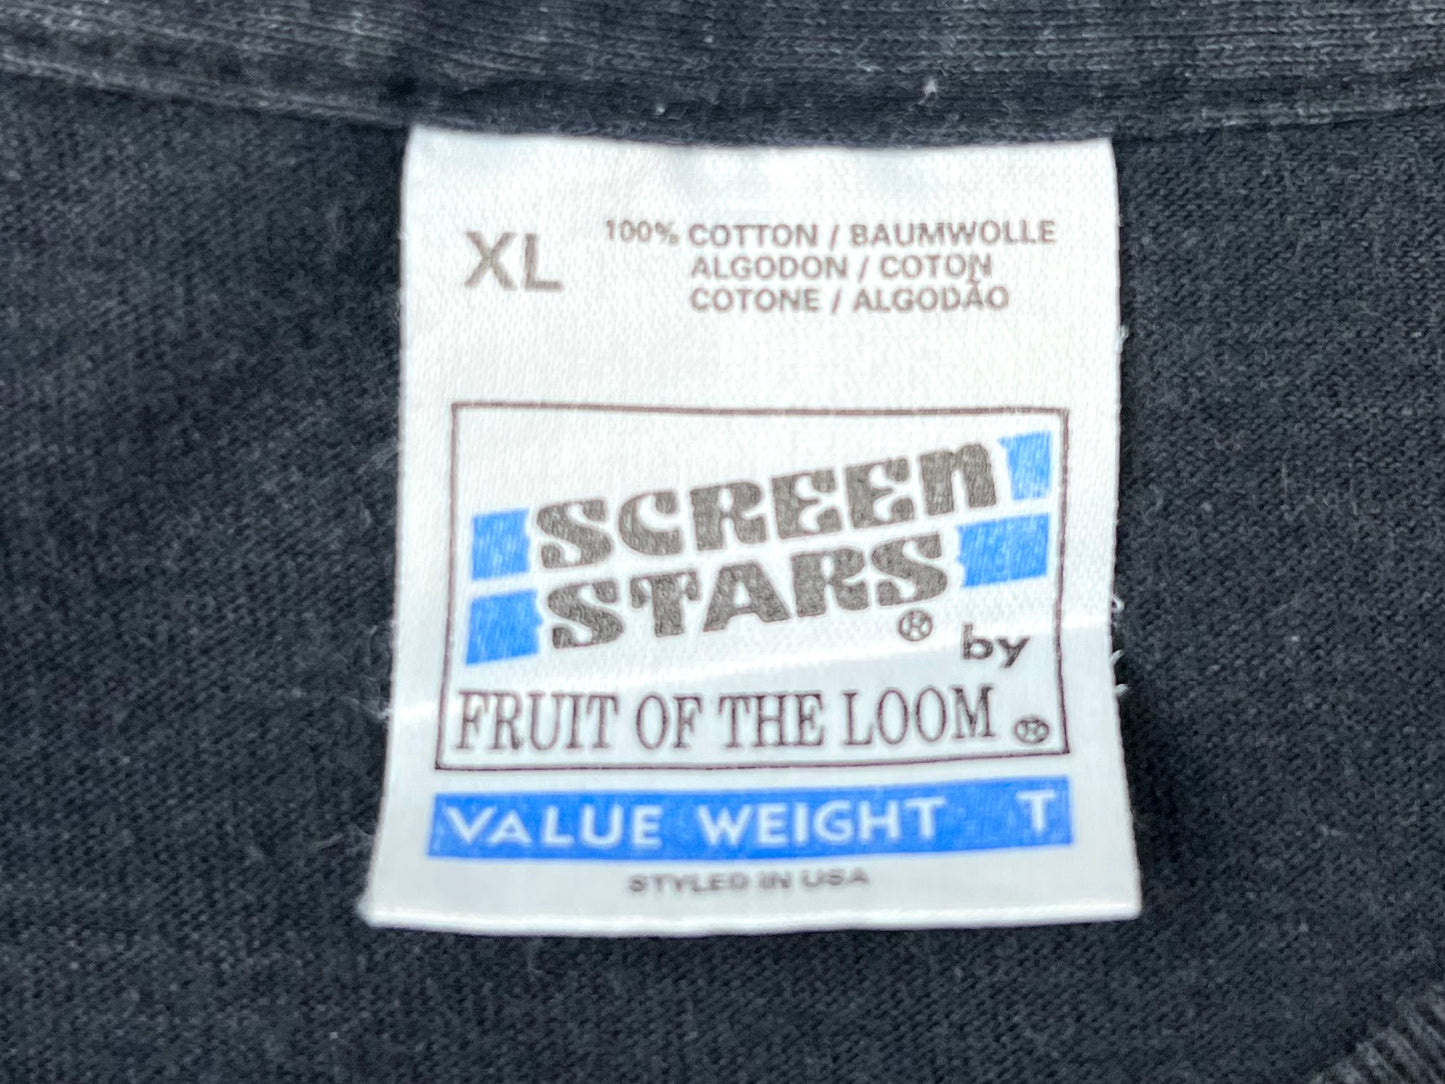 XL
100% COTTON / BAUMWOLLE
ALGODON / COTON
COTONE / ALGODÃO
SCREEN
STARS ® by
FRUIT OF THE LOOM ®
VALUE WEIGHT T
STYLED IN USA